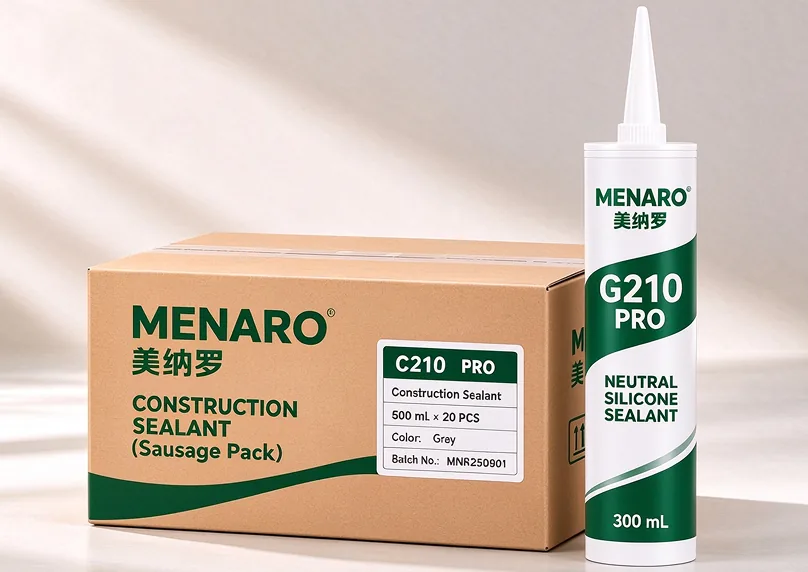 MENARO®
美纳罗
CONSTRUCTION
SEALANT
(Sausage Pack)
C210 PRO
Construction Sealant
500 mL × 20 PCS
Color: Grey
Batch No.: MNR250901
MENARO®
美纳罗
G210
PRO
NEUTRAL
SILICONE
SEALANT
300 mL